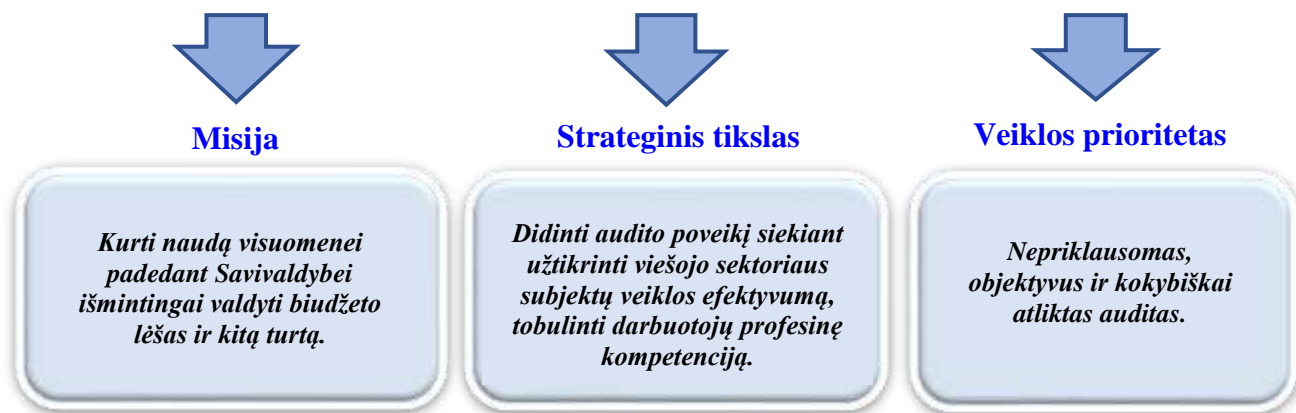 Misija
Kurti naudą visuomenei
padedant Savivaldybei
išmintingai valdyti biudžeto
lėšas ir kitą turtą.
Strateginis tikslas
Didinti audito poveikį siekiant
užtikrinti viešojo sektoriaus
subjektų veiklos efektyvumą,
tobulinti darbuotojų profesinę
kompetenciją.
Veiklos prioritetas
Nepriklausomas,
objektyvus ir kokybiškai
atliktas auditas.